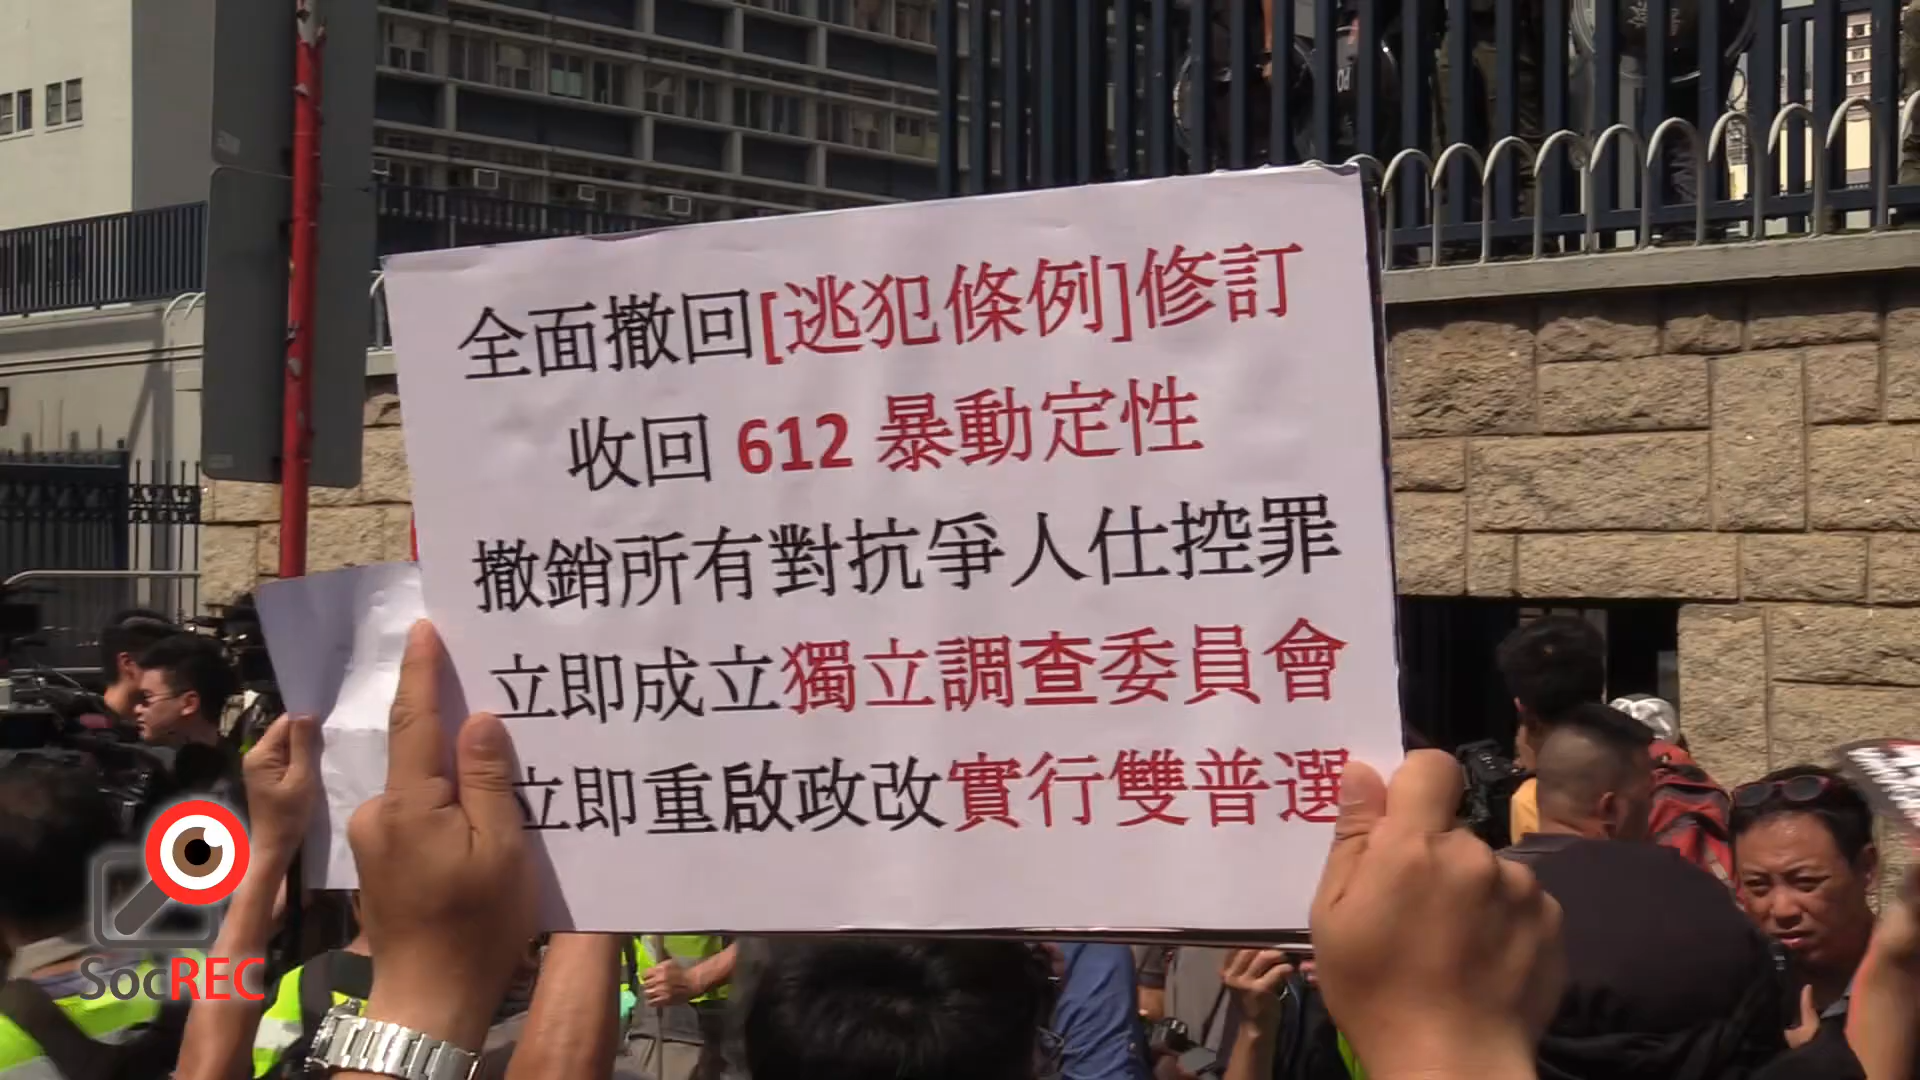 全面撤回[逃犯條例]修訂
收回 612 暴動定性
撤銷所有對抗爭人仕控罪
立即成立獨立調查委員會
立即重啟政改實行雙普選
SocREC